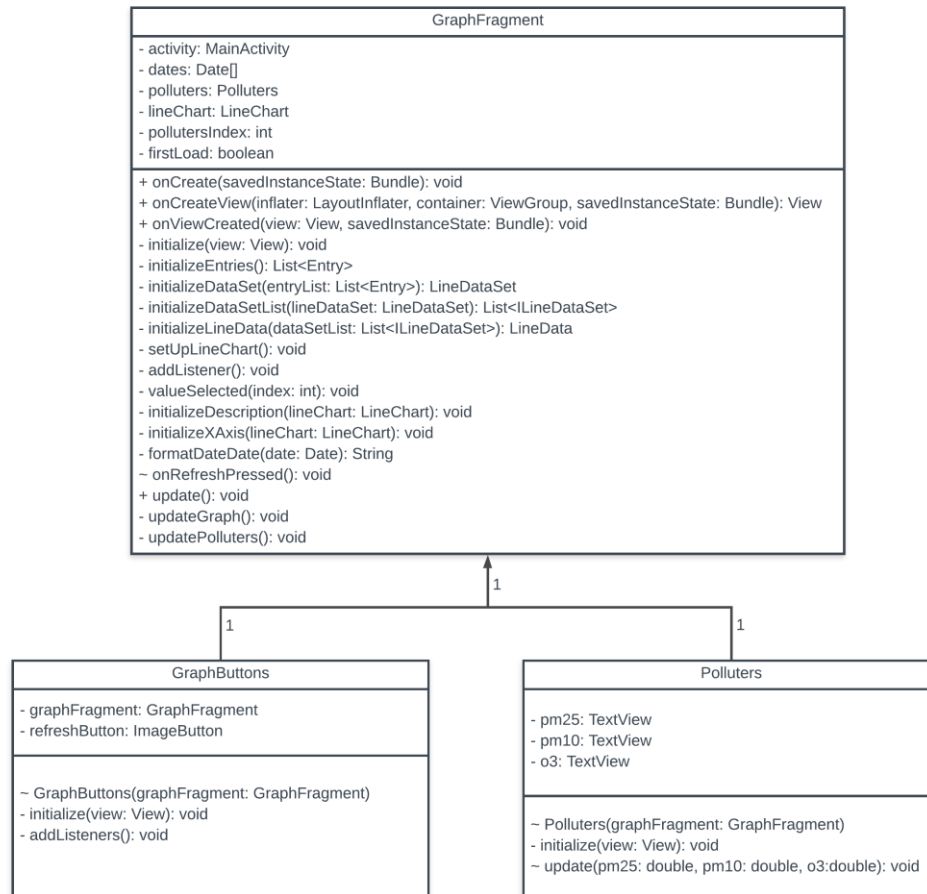 GraphFragment
- activity: MainActivity
- dates: Date[]
- polluters: Polluters
- lineChart: LineChart
- pollutersIndex: int
- firstLoad: boolean
+ onCreate(savedInstanceState: Bundle): void
+ onCreateView(inflater: LayoutInflater, container: ViewGroup, savedInstanceState: Bundle): View
+ onViewCreated(view: View, savedInstanceState: Bundle): void
- initialize(view: View): void
- initializeEntries(): List<Entry>
- initializeDataSet(entryList: List<Entry>): LineDataSet
- initializeDataSetList(lineDataSet: LineDataSet): List<ILineDataSet>
- initializeLineData(dataSetList: List<ILineDataSet>): LineData
- setUpLineChart(): void
- addListener(): void
- valueSelected(index: int): void
- initializeDescription(lineChart: LineChart): void
- initializeXAxis(lineChart: LineChart): void
- formatDateDate(date: Date): String
~ onRefreshPressed(): void
+ update(): void
- updateGraph(): void
- updatePolluters(): void
1
1
1
GraphButtons
- graphFragment: GraphFragment
- refreshButton: ImageButton
~ GraphButtons(graphFragment: GraphFragment)
- initialize(view: View): void
- addListeners(): void
Polluters
- pm25: TextView
- pm10: TextView
- o3: TextView
~ Polluters(graphFragment: GraphFragment)
- initialize(view: View): void
~ update(pm25: double, pm10: double, o3:double): void